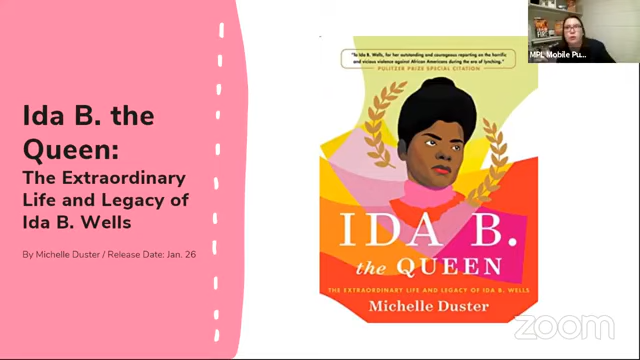 Ida B. the
Queen:
The Extraordinary
Life and Legacy of
Ida B. Wells
By Michelle Duster / Release Date: Jan. 26
"To Ida B. Wells, for her outstanding and courageous reporting on the horrific
and vicious violence against African Americans during the era of lynching."
PULITZER PRIZE SPECIAL CITATION
IDA B.
the QUEEN
THE EXTRAORDINARY LIFE AND LEGACY OF IDA B. WELLS
Michelle Duster
MPL Mobile Pu...
zoom